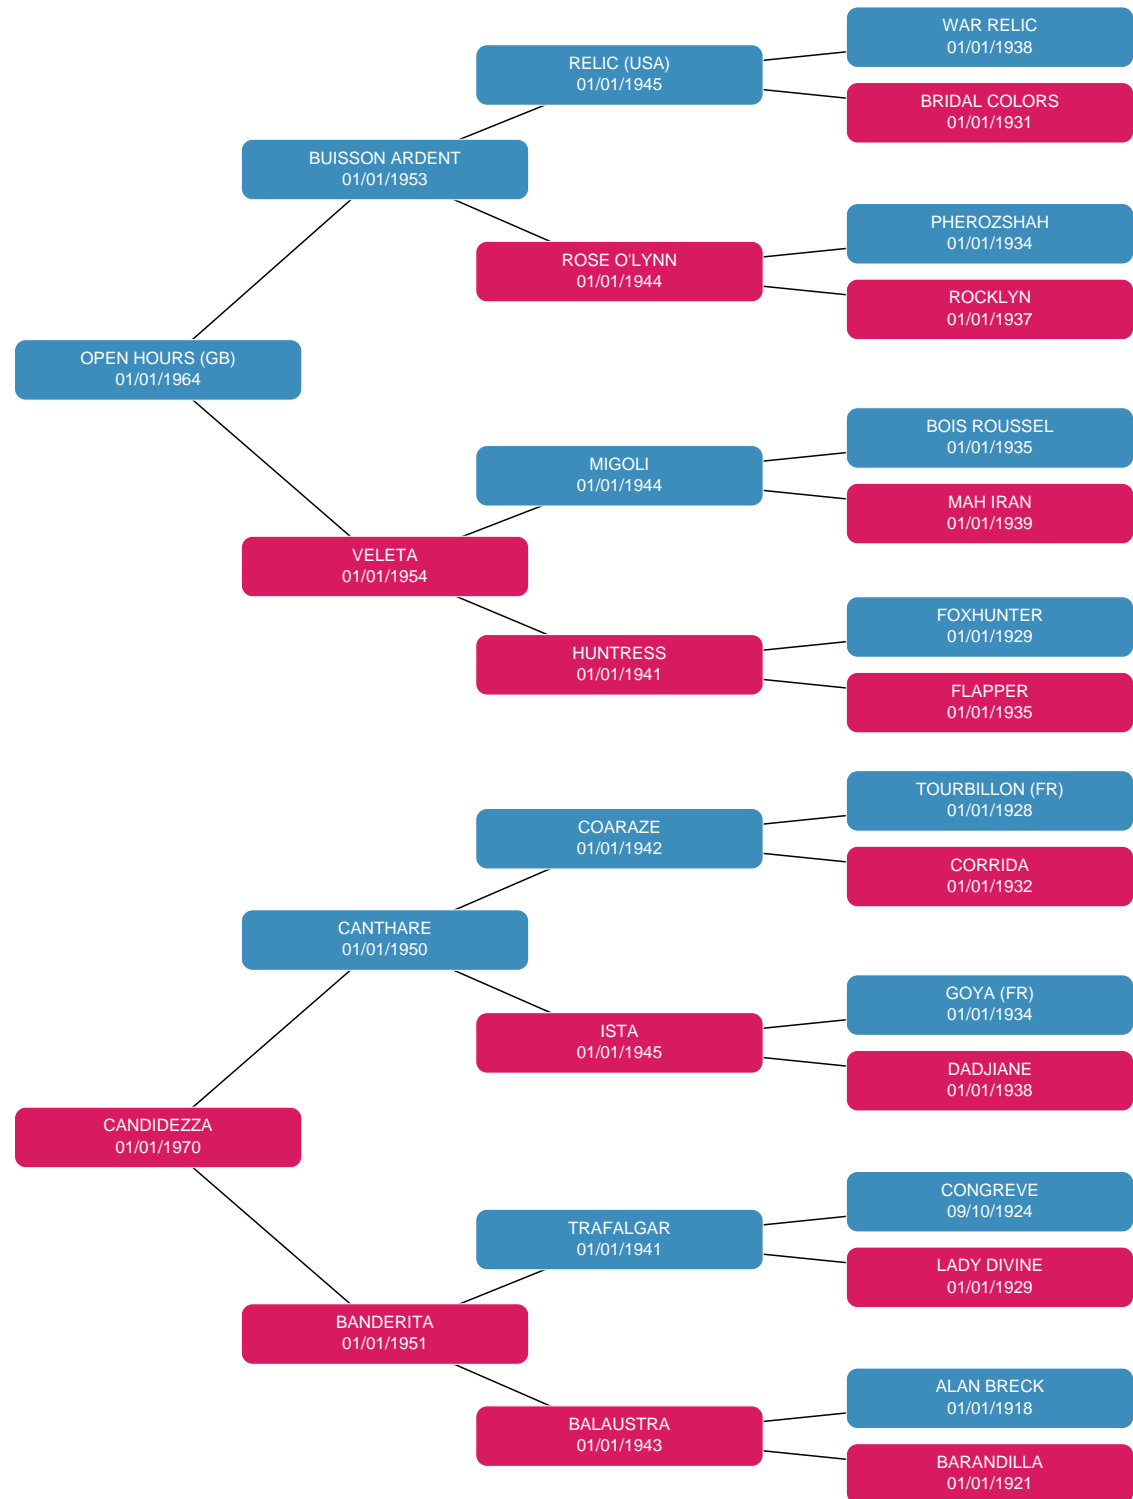 WAR RELIC
01/01/1938
RELIC (USA)
01/01/1945
BRIDAL COLORS
01/01/1931
BUISSON ARDENT
01/01/1953
PHEROZSHAH
01/01/1934
ROSE O'LYNN
01/01/1944
ROCKLYN
01/01/1937
OPEN HOURS (GB)
01/01/1964
BOIS ROUSSEL
01/01/1935
MIGOLI
01/01/1944
MAH IRAN
01/01/1939
VELETA
01/01/1954
FOXHUNTER
01/01/1929
HUNTRESS
01/01/1941
FLAPPER
01/01/1935
TOURBILLON (FR)
01/01/1928
COARAZE
01/01/1942
CORRIDA
01/01/1932
CANTHARE
01/01/1950
GOYA (FR)
01/01/1934
ISTA
01/01/1945
DADJIANE
01/01/1938
CANDIDEZZA
01/01/1970
CONGREVE
09/10/1924
TRAFALGAR
01/01/1941
LADY DIVINE
01/01/1929
BANDERITA
01/01/1951
ALAN BRECK
01/01/1918
BALAUSTRA
01/01/1943
BARANDILLA
01/01/1921